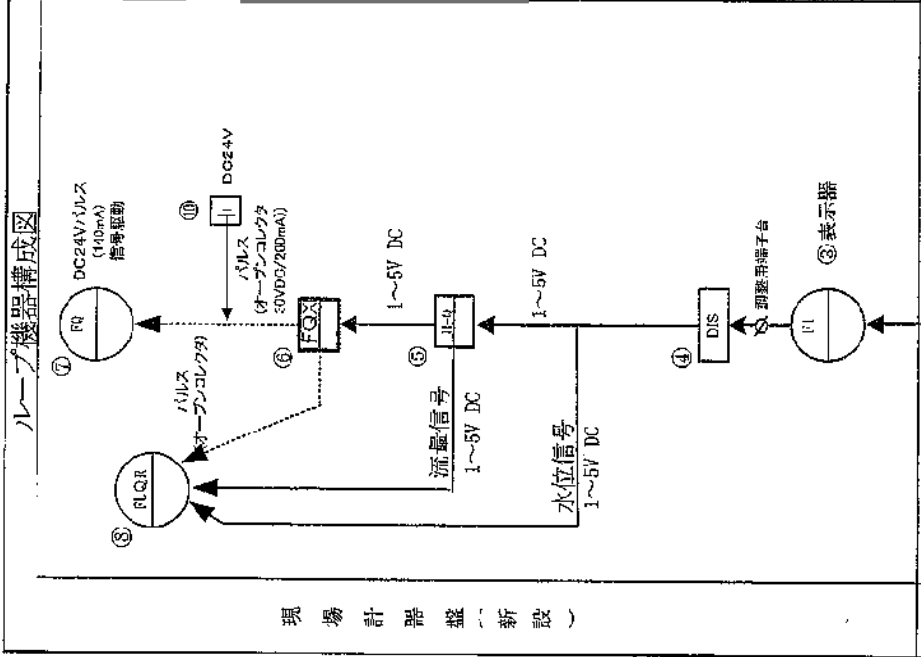 ループ機器構成図
⑦
FQ
DC24Vパルス
(140mA)
信号駆動
⑧
FLQR
パルス
(オープンコレクタ)
⑩
DC24V
パルス
(オープンコレクタ
30VDC/200mA)
⑥
FQX
1〜5V DC
⑤
H-Q
流量信号
1〜5V DC
1〜5V DC
水位信号
1〜5V DC
④
DIS
調整用端子台
③表示器
FI
現場計器盤(新設)